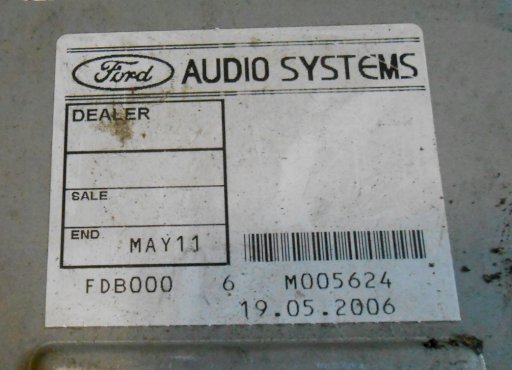 Ford AUDIO SYSTEMS
DEALER
SALE
END MAY11
FDB000 6 M005624
19.05.2006